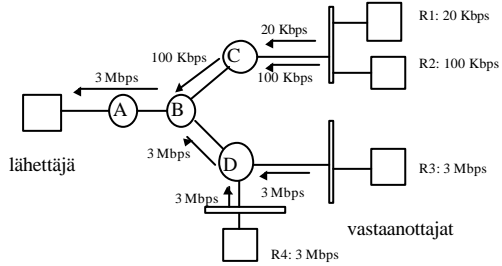 R1: 20 Kbps
20 Kbps
C
100 Kbps
100 Kbps
R2: 100 Kbps
3 Mbps
A
B
lähettäjä
3 Mbps
D
3 Mbps
R3: 3 Mbps
3 Mbps
vastaanottajat
R4: 3 Mbps